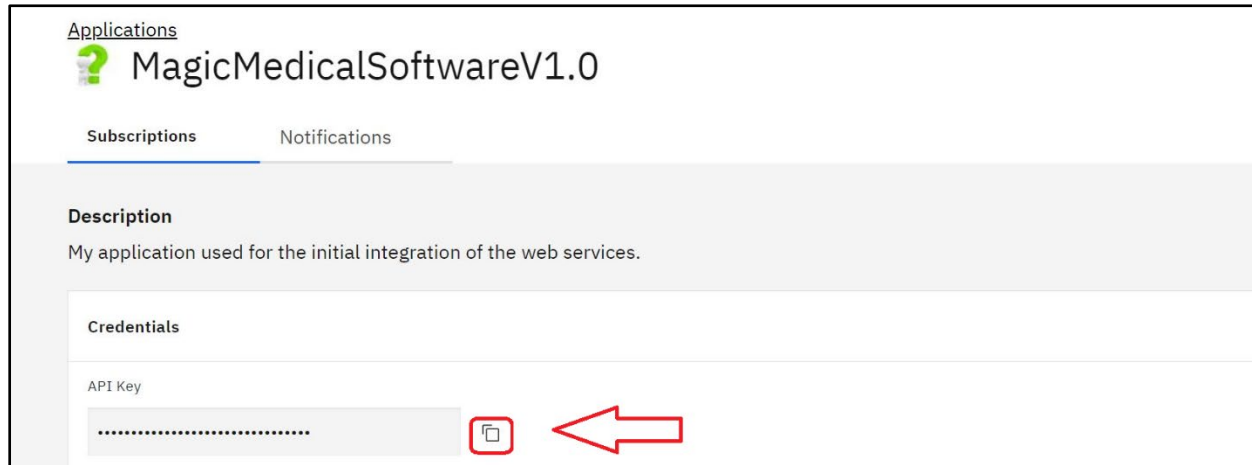 Applications
MagicMedicalSoftwareV1.0
Subscriptions Notifications
Description
My application used for the initial integration of the web services.
Credentials
API Key
••••••••••••••••••••••••••••••••